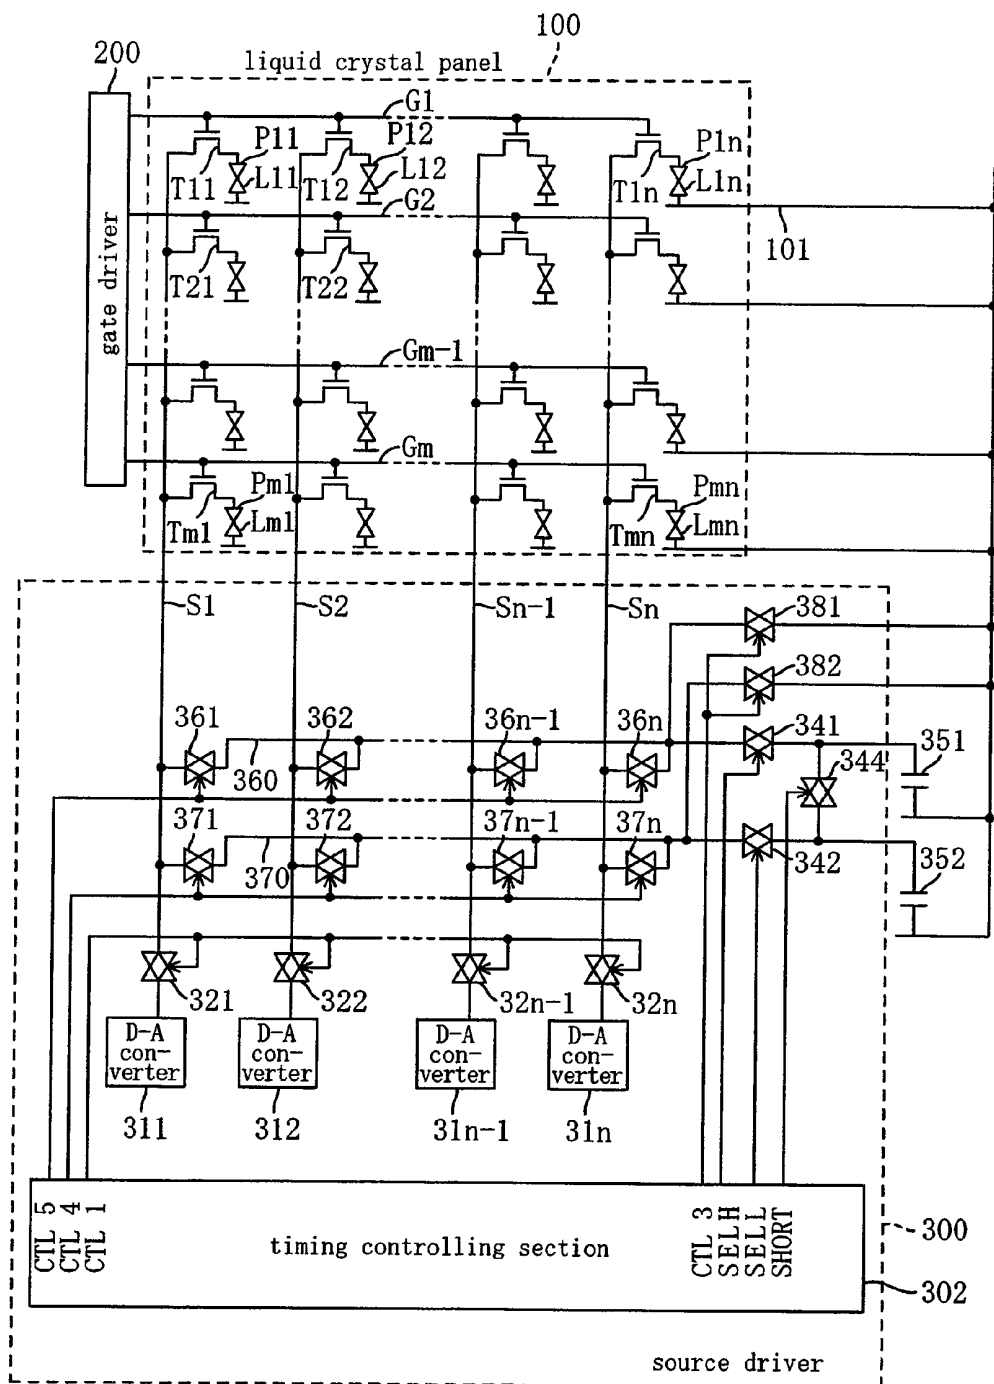 100
200
liquid crystal panel
G1
P11
P12
P1n
L11
L12
L1n
T11
T12
T1n
G2
101
T21
T22
gate driver
Gm-1
Gm
Pm1
Pmn
Lm1
Lmn
Tm1
Tmn
S1
S2
Sn-1
Sn
381
382
361
362
36n-1
36n
341
351
360
344
371
372
37n-1
37n
370
342
352
321
322
32n-1
32n
D-A
con-
verter
D-A
con-
verter
D-A
con-
verter
D-A
con-
verter
311
312
31n-1
31n
CTL 5
CTL 4
CTL 1
timing controlling section
CTL 3
SELH
SELL
SHORT
300
302
source driver